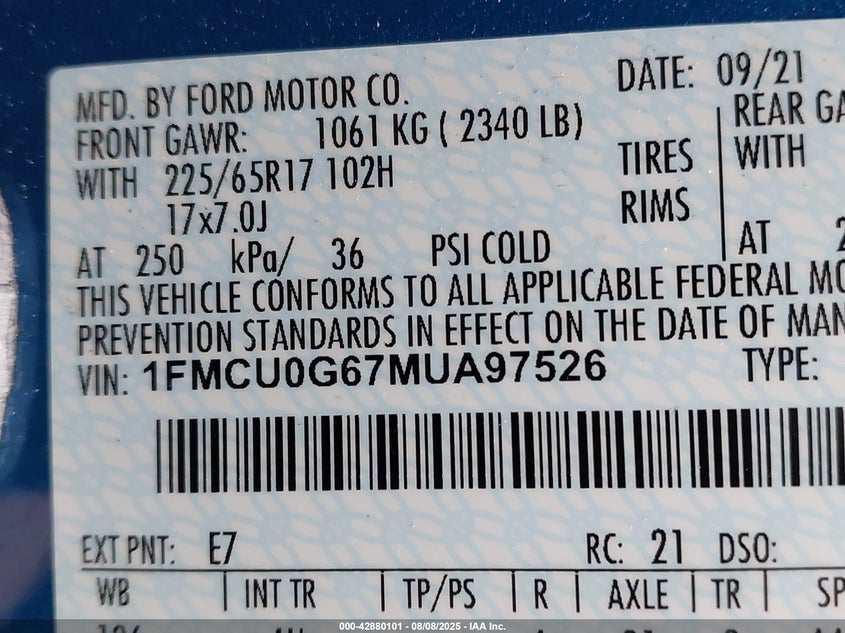 MFD. BY FORD MOTOR CO.
DATE: 09/21
FRONT GAWR: 1061 KG ( 2340 LB)
REAR GA
WITH 225/65R17 102H
TIRES
WITH
17x7.0J
RIMS
AT 250 kPa/ 36 PSI COLD
AT 2
THIS VEHICLE CONFORMS TO ALL APPLICABLE FEDERAL MO
PREVENTION STANDARDS IN EFFECT ON THE DATE OF MAN
VIN: 1FMCU0G67MUA97526
TYPE:
EXT PNT: E7
RC: 21 DSO:
WB INT TR TP/PS R AXLE TR SP
000-42880101 - 08/08/2025 - IAA Inc.